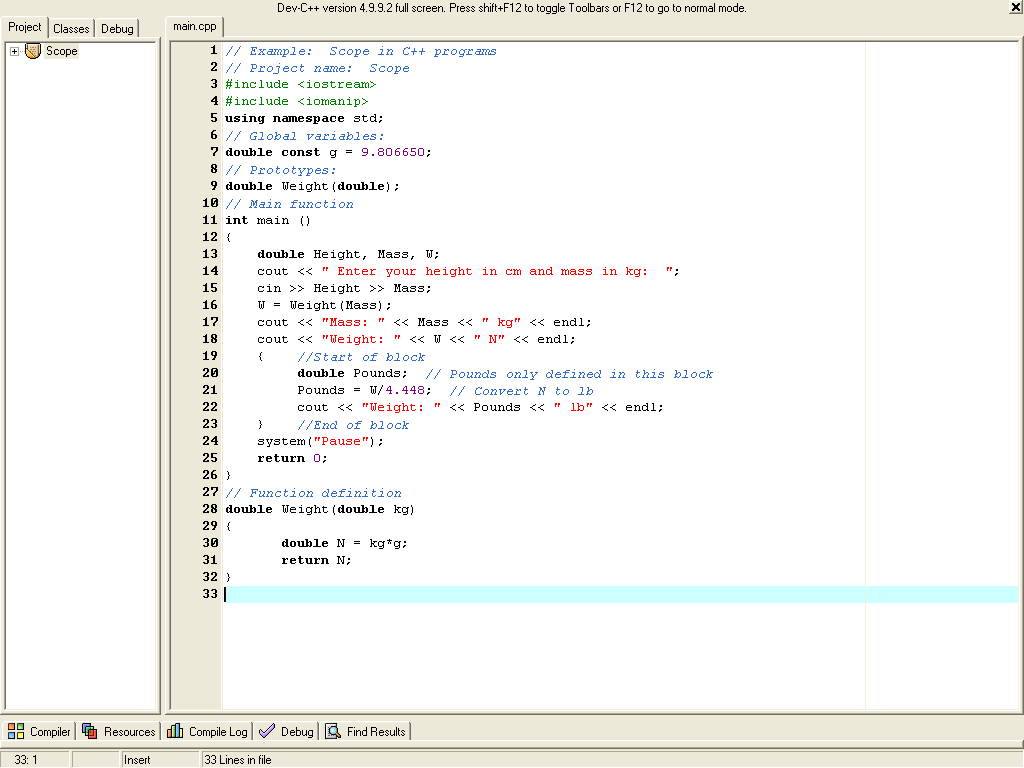 Dev-C++ version 4.9.9.2 full screen. Press shift+F12 to toggle Toolbars or F12 to go to normal mode.
Project Classes Debug
main.cpp
Scope
1 // Example:  Scope in C++ programs
2 // Project name:  Scope
3 #include <iostream>
4 #include <iomanip>
5 using namespace std;
6 // Global variables:
7 double const g = 9.806650;
8 // Prototypes:
9 double Weight(double);
10 // Main function
11 int main ()
12 {
13     double Height, Mass, W;
14     cout << " Enter your height in cm and mass in kg:  ";
15     cin >> Height >> Mass;
16     W = Weight(Mass);
17     cout << "Mass: " << Mass << " kg" << endl;
18     cout << "Weight: " << W << " N" << endl;
19     {    //Start of block
20          double Pounds;  // Pounds only defined in this block
21          Pounds = W/4.448;  // Convert N to lb
22          cout << "Weight: " << Pounds << " lb" << endl;
23     }    //End of block
24     system("Pause");
25     return 0;
26 }
27 // Function definition
28 double Weight(double kg)
29 {
30        double N = kg*g;
31        return N;
32 }
33
Compiler Resources Compile Log Debug Find Results
33: 1 Insert 33 Lines in file